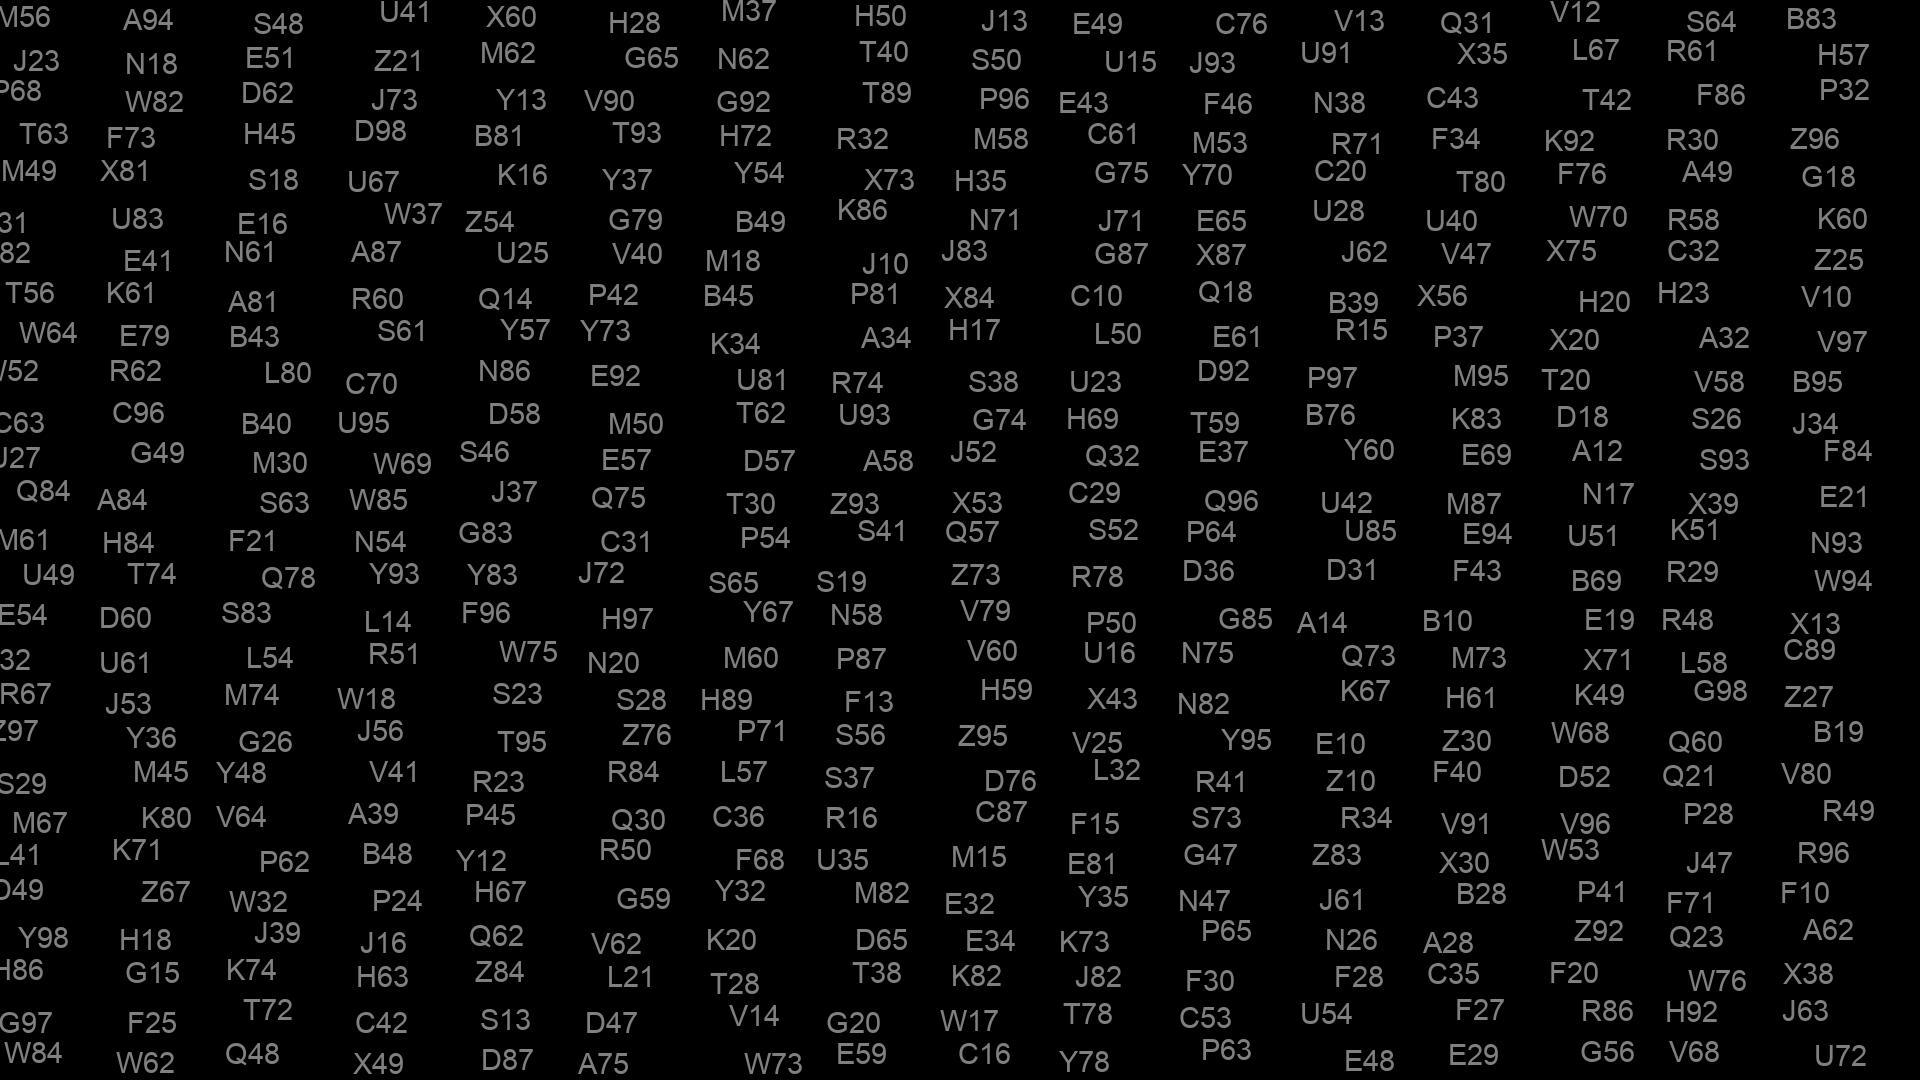 M56 A94 S48 U41 X60 H28 M37 H50 J13 E49 C76 V13 Q31 V12 S64 B83
J23 N18 E51 Z21 M62 G65 N62 T40 S50 U15 J93 U91 X35 L67 R61 H57
P68 W82 D62 J73 Y13 V90 G92 T89 P96 E43 F46 N38 C43 T42 F86 P32
T63 F73 H45 D98 B81 T93 H72 R32 M58 C61 M53 R71 F34 K92 R30 Z96
M49 X81 S18 U67 K16 Y37 Y54 X73 H35 G75 Y70 C20 T80 F76 A49 G18
31 U83 E16 W37 Z54 G79 B49 K86 N71 J71 E65 U28 U40 W70 R58 K60
82 E41 N61 A87 U25 V40 M18 J10 J83 G87 X87 J62 V47 X75 C32 Z25
T56 K61 A81 R60 Q14 P42 B45 P81 X84 C10 Q18 B39 X56 H20 H23 V10
W64 E79 B43 S61 Y57 Y73 K34 A34 H17 L50 E61 R15 P37 X20 A32 V97
52 R62 L80 C70 N86 E92 U81 R74 S38 U23 D92 P97 M95 T20 V58 B95
C63 C96 B40 U95 D58 M50 T62 U93 G74 H69 T59 B76 K83 D18 S26 J34
27 G49 M30 W69 S46 E57 D57 A58 J52 Q32 E37 Y60 E69 A12 S93 F84
Q84 A84 S63 W85 J37 Q75 T30 Z93 X53 C29 Q96 U42 M87 N17 X39 E21
M61 H84 F21 N54 G83 C31 P54 S41 Q57 S52 P64 U85 E94 U51 K51 N93
U49 T74 Q78 Y93 Y83 J72 S65 S19 Z73 R78 D36 D31 F43 B69 R29 W94
E54 D60 S83 L14 F96 H97 Y67 N58 V79 P50 G85 A14 B10 E19 R48 X13
32 U61 L54 R51 W75 N20 M60 P87 V60 U16 N75 Q73 M73 X71 L58 C89
R67 J53 M74 W18 S23 S28 H89 F13 H59 X43 N82 K67 H61 K49 G98 Z27
Z97 Y36 G26 J56 T95 Z76 P71 S56 Z95 V25 Y95 E10 Z30 W68 Q60 B19
S29 M45 Y48 V41 R23 R84 L57 S37 D76 L32 R41 Z10 F40 D52 Q21 V80
M67 K80 V64 A39 P45 Q30 C36 R16 C87 F15 S73 R34 V91 V96 P28 R49
L41 K71 P62 B48 Y12 R50 F68 U35 M15 E81 G47 Z83 X30 W53 J47 R96
49 Z67 W32 P24 H67 G59 Y32 M82 E32 Y35 N47 J61 B28 P41 F71 F10
Y98 H18 J39 J16 Q62 V62 K20 D65 E34 K73 P65 N26 A28 Z92 Q23 A62
H86 G15 K74 H63 Z84 L21 T28 T38 K82 J82 F30 F28 C35 F20 W76 X38
G97 F25 T72 C42 S13 D47 V14 G20 W17 T78 C53 U54 F27 R86 H92 J63
W84 W62 Q48 X49 D87 A75 W73 E59 C16 Y78 P63 E48 E29 G56 V68 U72